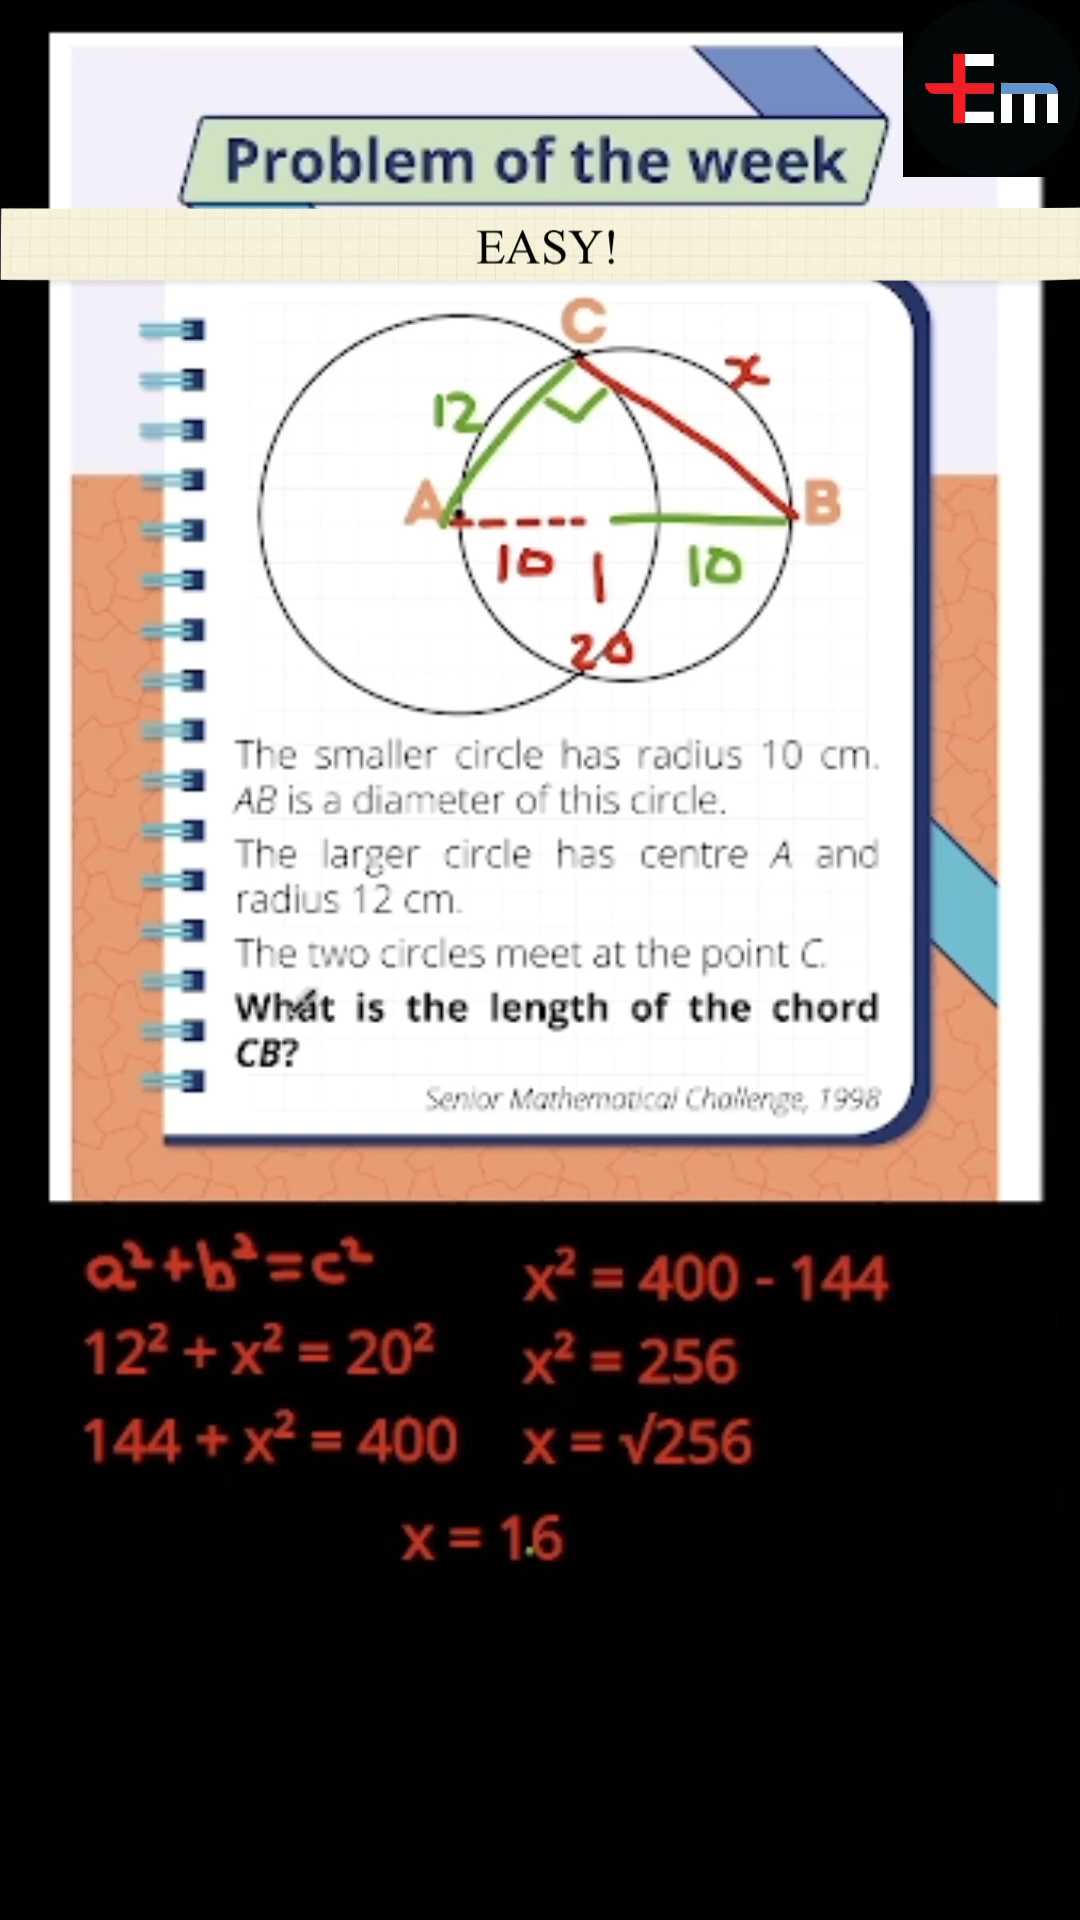 Em
Problem of the week
EASY!
C
x
12
A
B
10
10
20
The smaller circle has radius 10 cm.
AB is a diameter of this circle.
The larger circle has centre A and
radius 12 cm.
The two circles meet at the point C.
What is the length of the chord
CB?
Senior Mathematical Challenge, 1998
a² + b² = c²
12² + x² = 20²
144 + x² = 400
x² = 400 - 144
x² = 256
x = √256
x = 16